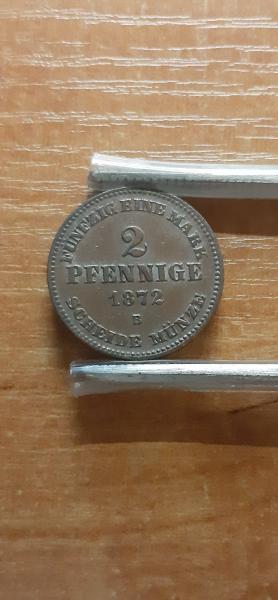 FÜNFZIG EINE MARK
2
PFENNIGE
1872
B
SCHEIDE MÜNZE